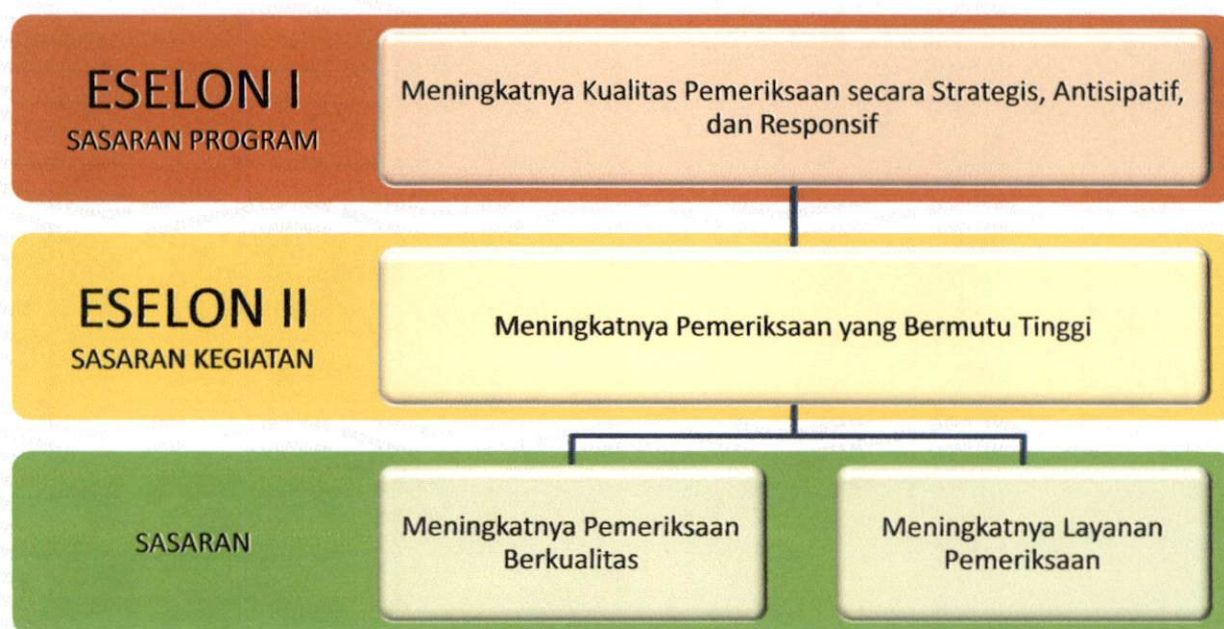 ESELON I
SASARAN PROGRAM
Meningkatnya Kualitas Pemeriksaan secara Strategis, Antisipatif,
dan Responsif
ESELON II
SASARAN KEGIATAN
Meningkatnya Pemeriksaan yang Bermutu Tinggi
SASARAN
Meningkatnya Pemeriksaan
Berkualitas
Meningkatnya Layanan
Pemeriksaan